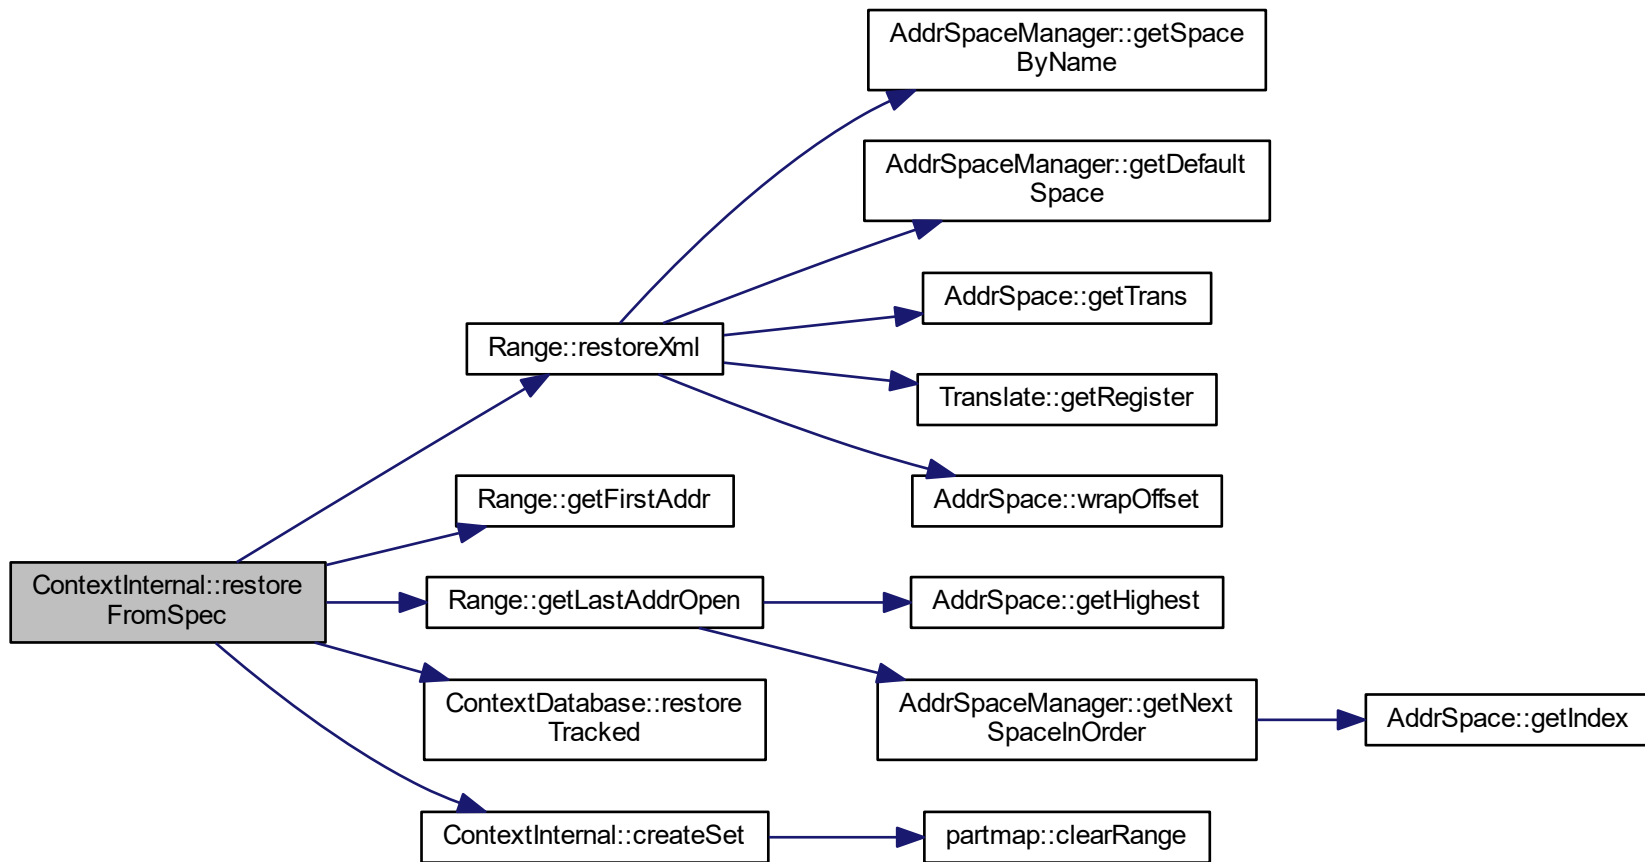 AddrSpaceManager::getSpace
ByName
AddrSpaceManager::getDefault
Space
AddrSpace::getTrans
Range::restoreXml
Translate::getRegister
AddrSpace::wrapOffset
Range::getFirstAddr
ContextInternal::restore
FromSpec
Range::getLastAddrOpen
AddrSpace::getHighest
ContextDatabase::restore
Tracked
AddrSpaceManager::getNext
SpaceInOrder
AddrSpace::getIndex
ContextInternal::createSet
partmap::clearRange